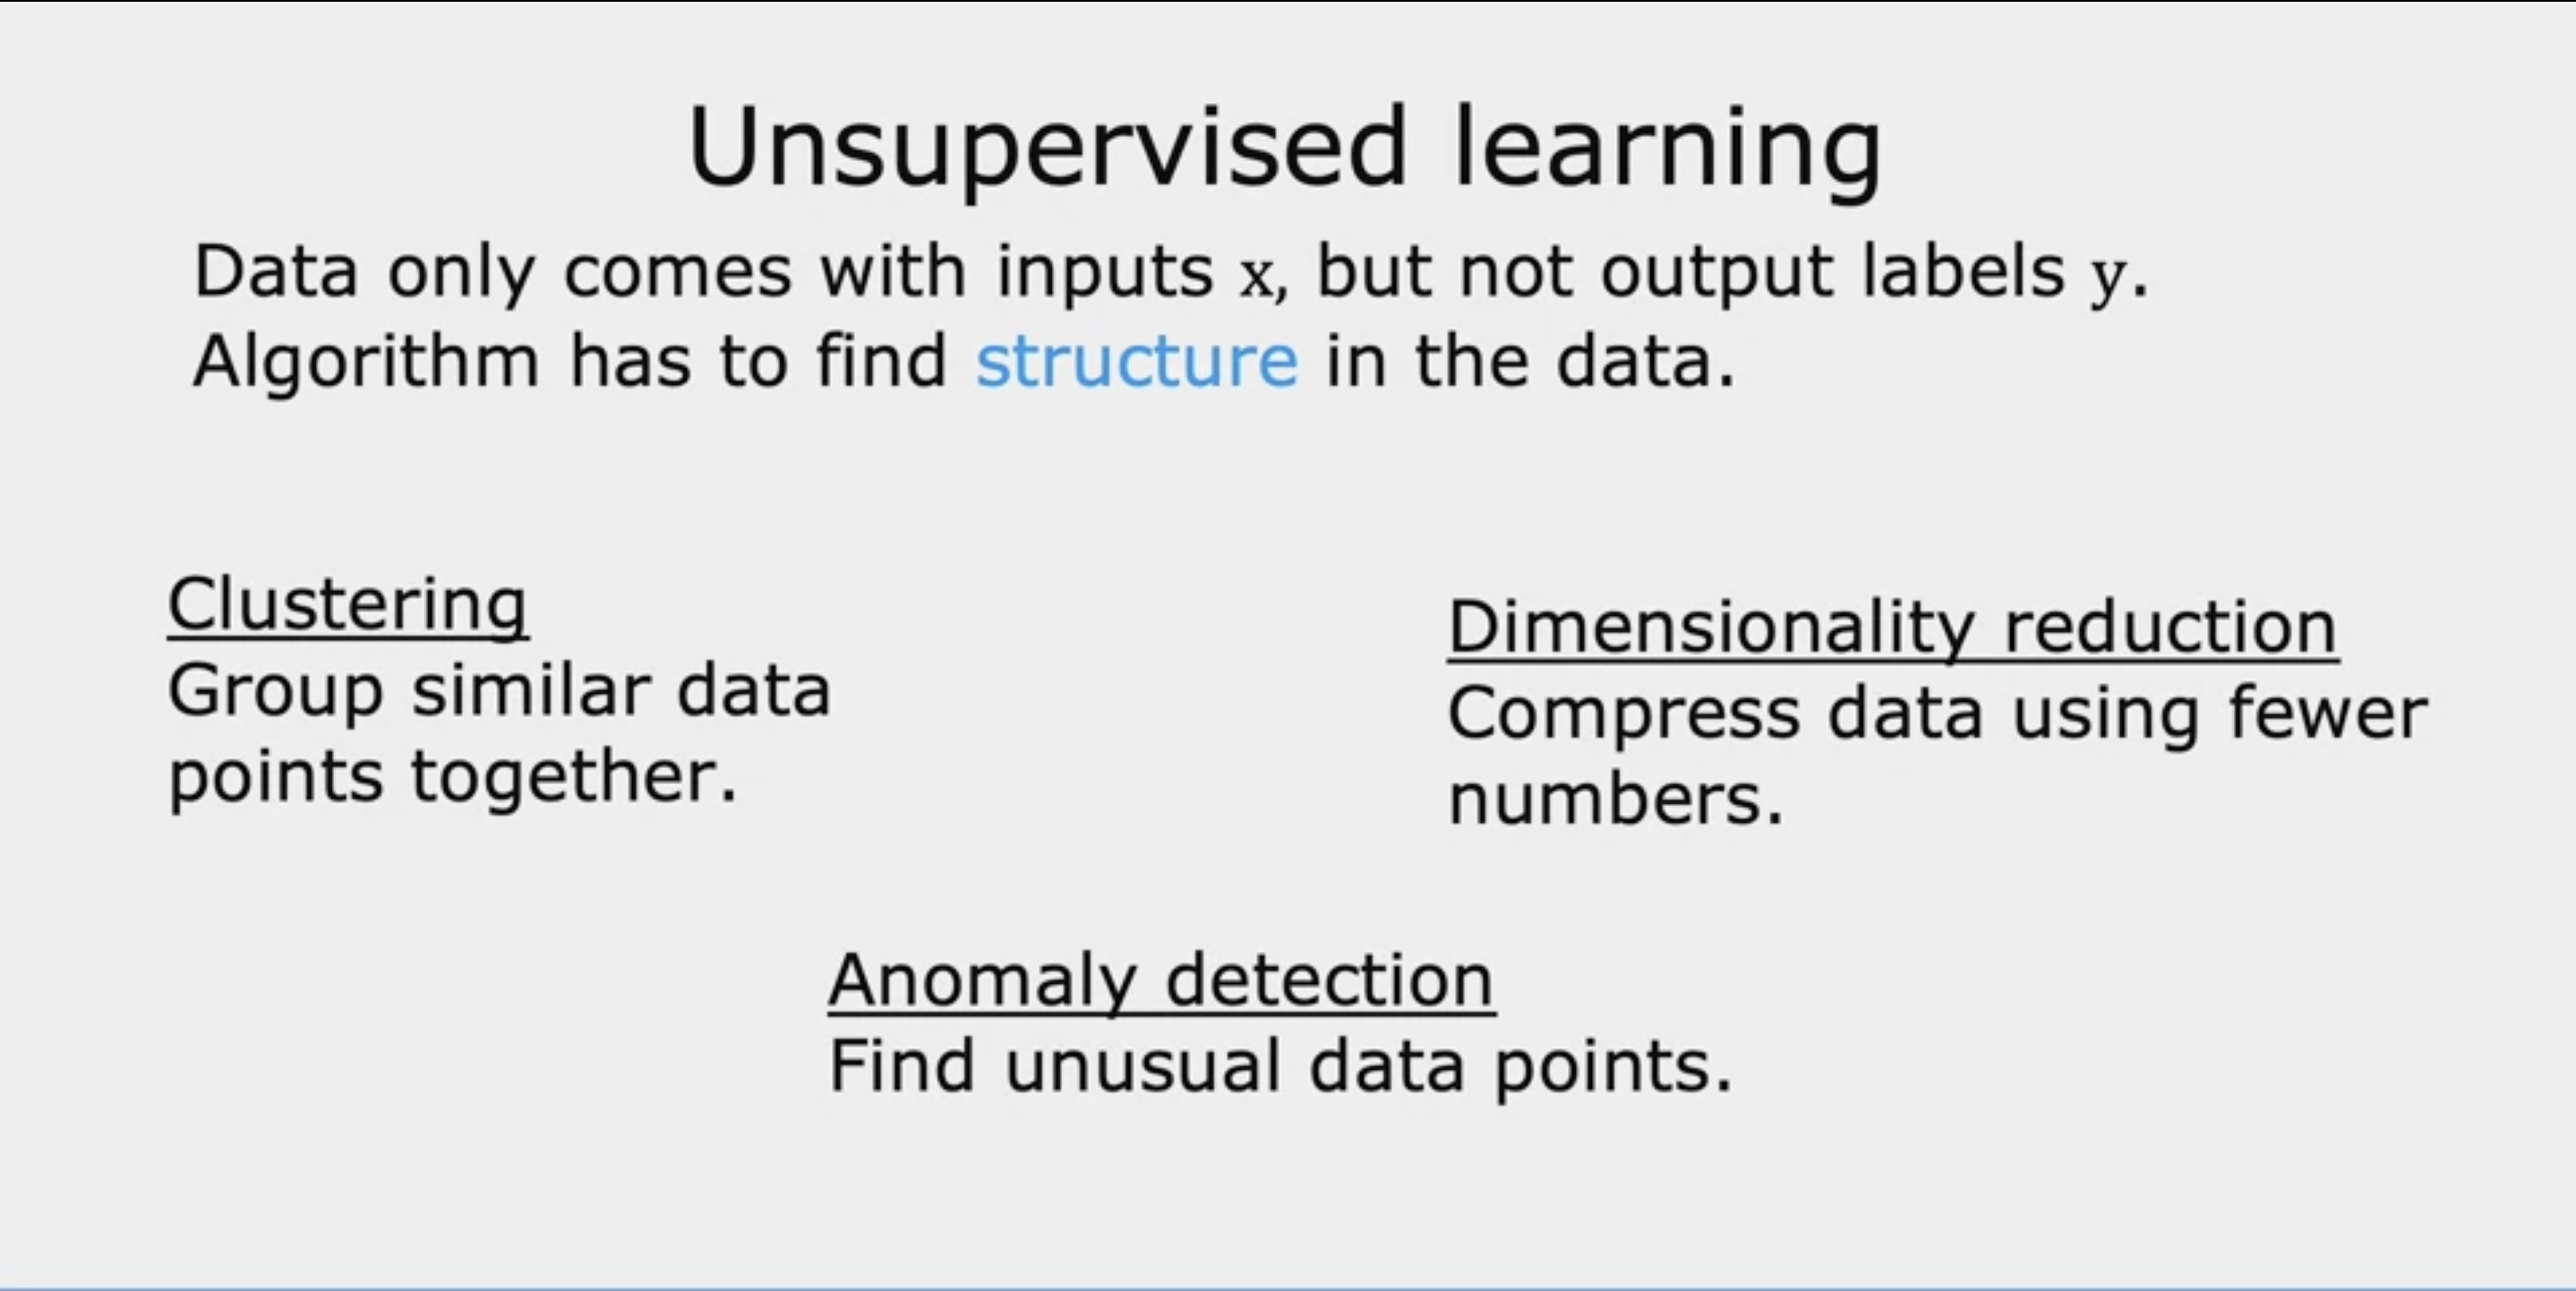 Unsupervised learning
Data only comes with inputs x, but not output labels y.
Algorithm has to find structure in the data.
Clustering
Group similar data
points together.
Dimensionality reduction
Compress data using fewer
numbers.
Anomaly detection
Find unusual data points.